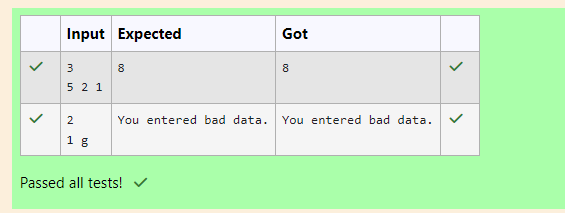 Input Expected Got
3 8 8
5 2 1
2 You entered bad data. You entered bad data.
1 g
Passed all tests!